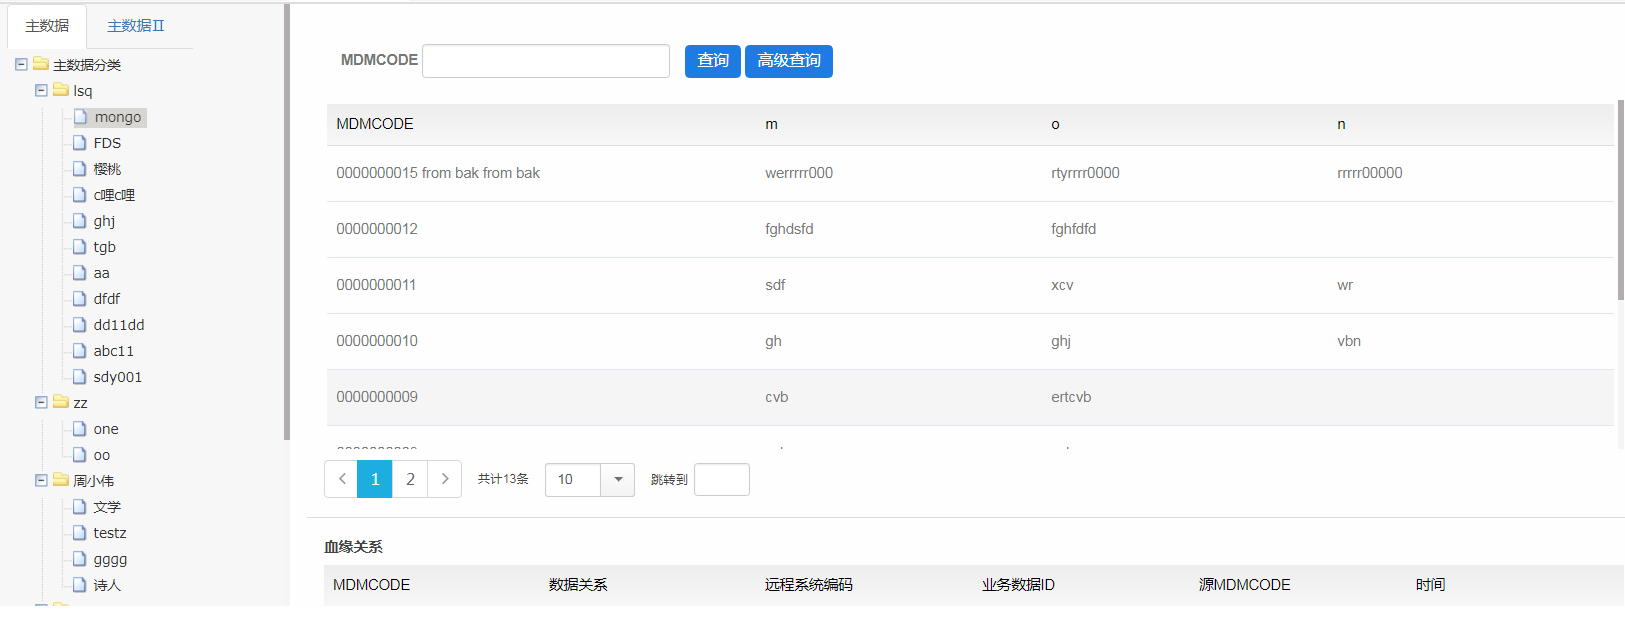 主数据 主数据II
主数据分类
lsq
mongo
FDS
樱桃
c哩c哩
ghj
tgb
aa
dfdf
dd11dd
abc11
sdy001
zz
one
oo
周小伟
文学
testz
gggg
诗人
MDMCODE 查询 高级查询
MDMCODE m o n
0000000015 from bak from bak werrrrr000 rtyrrrr0000 rrrrr00000
0000000012 fghdsfd fghfdfd
0000000011 sdf xcv wr
0000000010 gh ghj vbn
0000000009 cvb ertcvb
< 1 2 > 共计13条 10 跳转到
血缘关系
MDMCODE 数据关系 远程系统编码 业务数据ID 源MDMCODE 时间